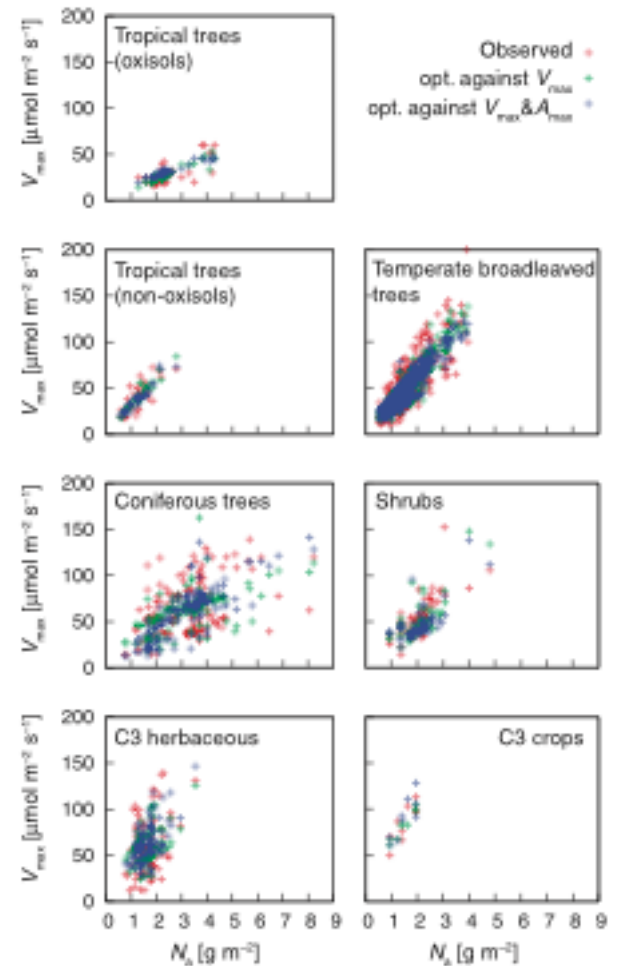 Tropical trees
(oxisols)
Observed
opt. against Vmax
opt. against Vmax&Amax
200
150
100
50
0
Vmax [μmol m−2 s−1]
Tropical trees
(non-oxisols)
Temperate broadleaved
trees
200
150
100
50
0
Vmax [μmol m−2 s−1]
Coniferous trees
Shrubs
200
150
100
50
0
Vmax [μmol m−2 s−1]
C3 herbaceous
C3 crops
200
150
100
50
0
Vmax [μmol m−2 s−1]
0 1 2 3 4 5 6 7 8 9
0 1 2 3 4 5 6 7 8 9
Na [g m−2]
Na [g m−2]